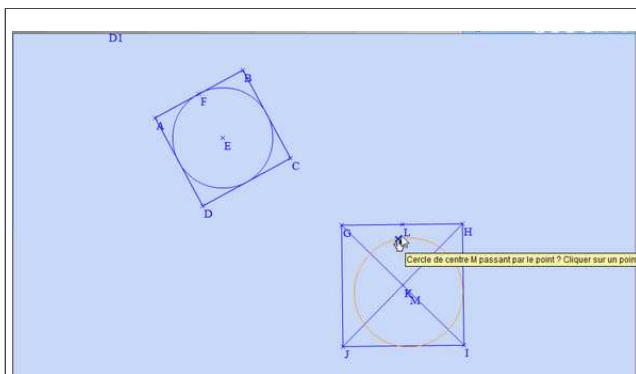 D1
B
F
A
E
C
D
G
L
H
Cercle de centre M passant par le point ? Cliquer sur un poin
M
J
I